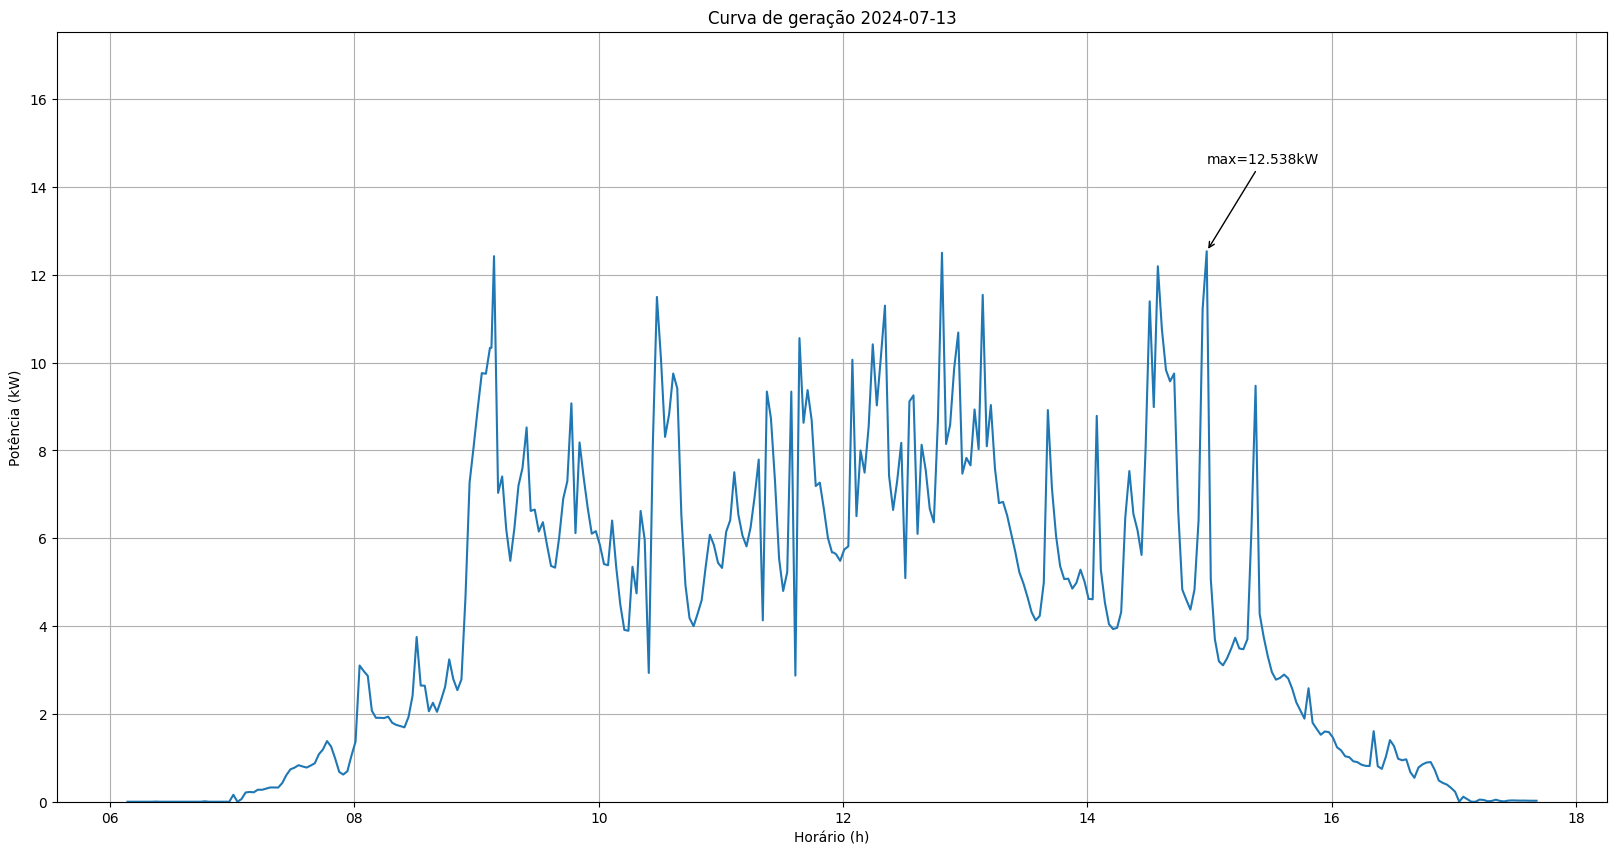 Curva de geração 2024-07-13
16
max=12.538kW
14
12
10
8
6
4
2
0
Potência (kW)
06 08 10 12 14 16 18
Horário (h)